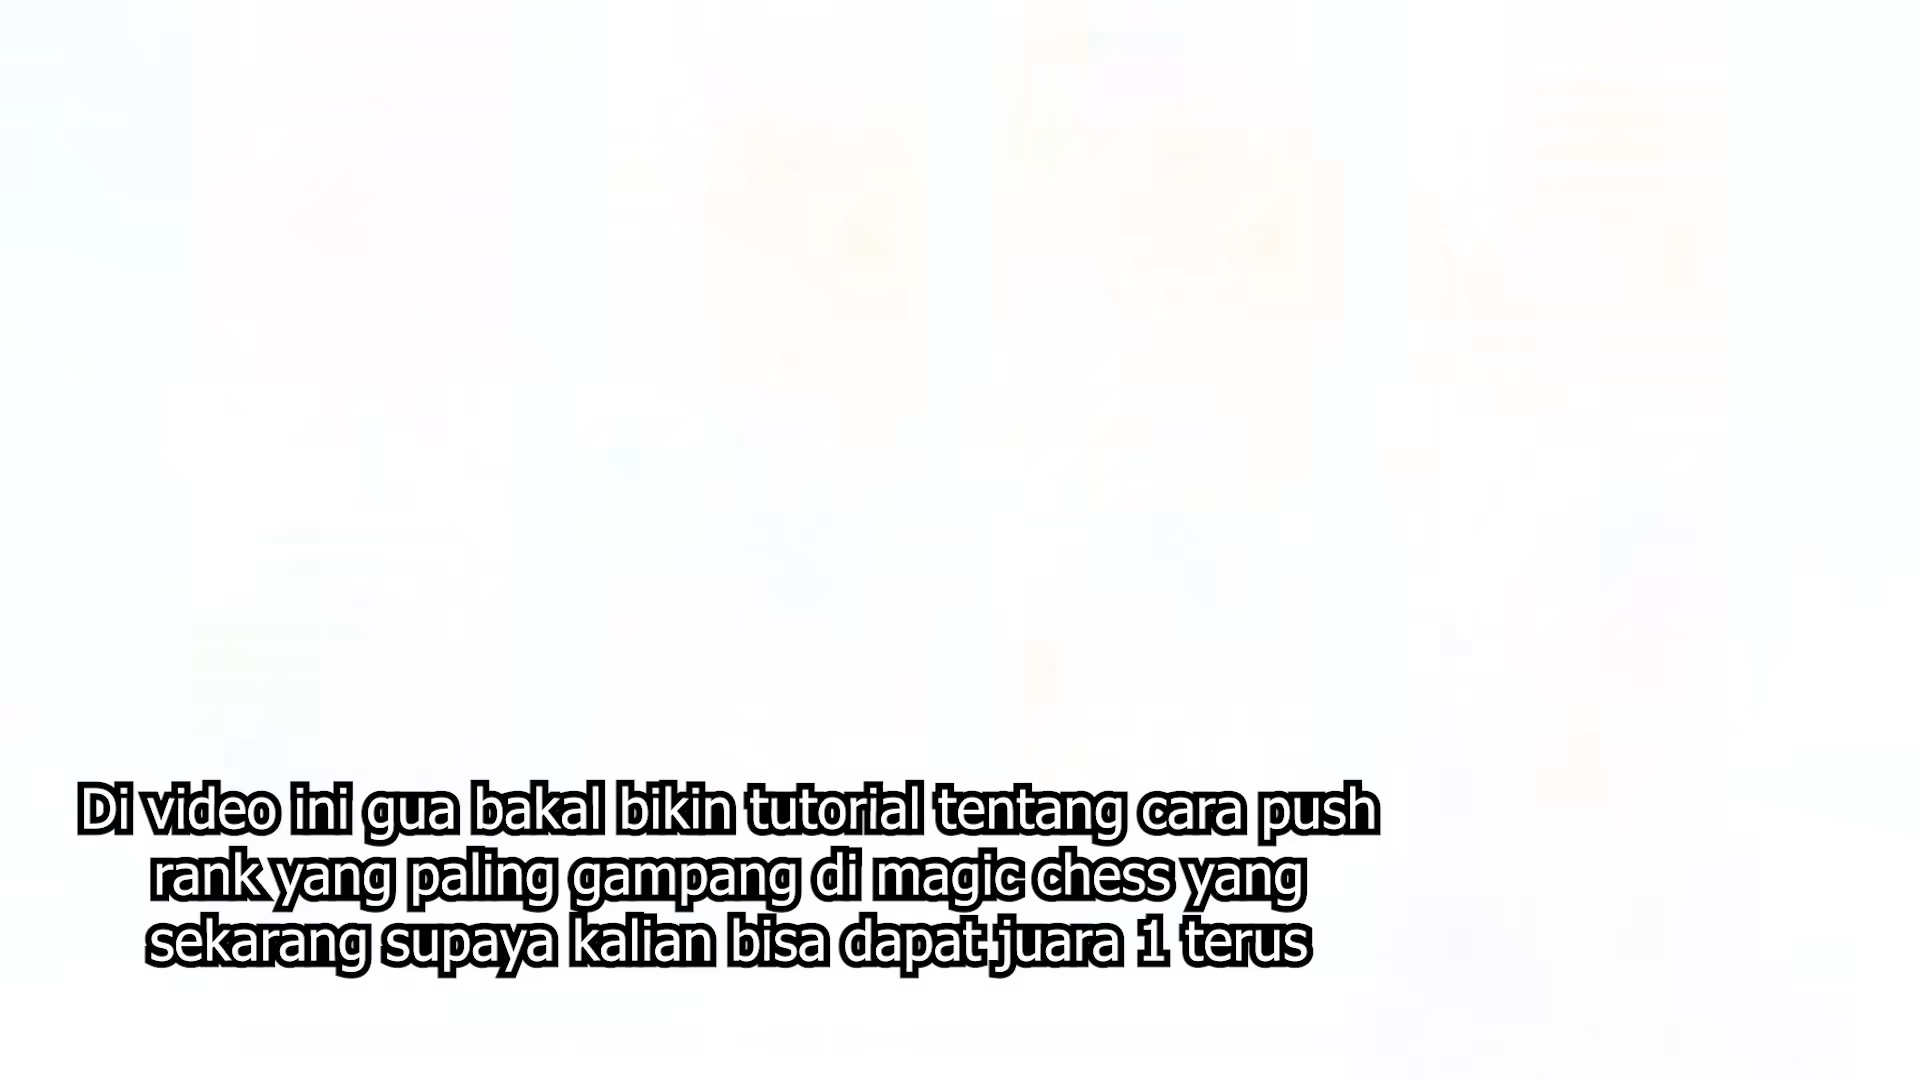 Di video ini gua bakal bikin tutorial tentang cara push
rank yang paling gampang di magic chess yang
sekarang supaya kalian bisa dapat juara 1 terus